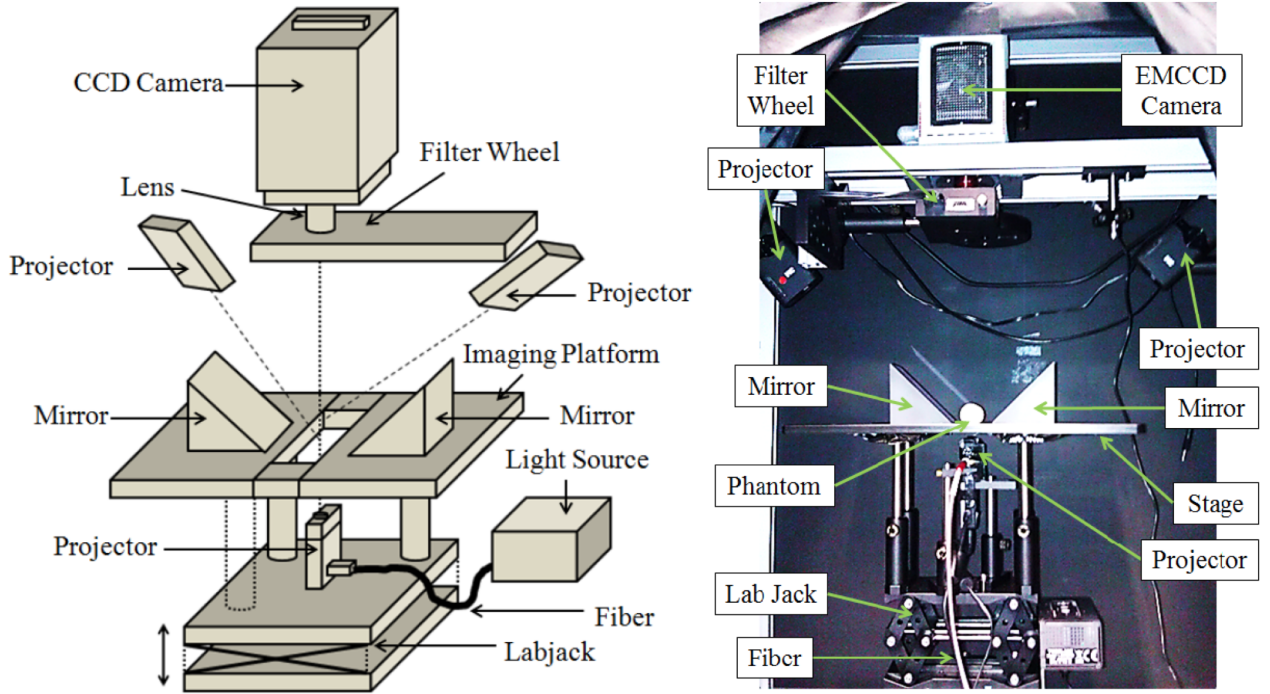 CCD Camera
Filter Wheel
Lens
Projector
Projector
Imaging Platform
Mirror
Mirror
Light Source
Projector
Fiber
Labjack
Filter
Wheel
EMCCD
Camera
Projector
Projector
Mirror
Mirror
Phantom
Stage
Projector
Lab Jack
Fiber